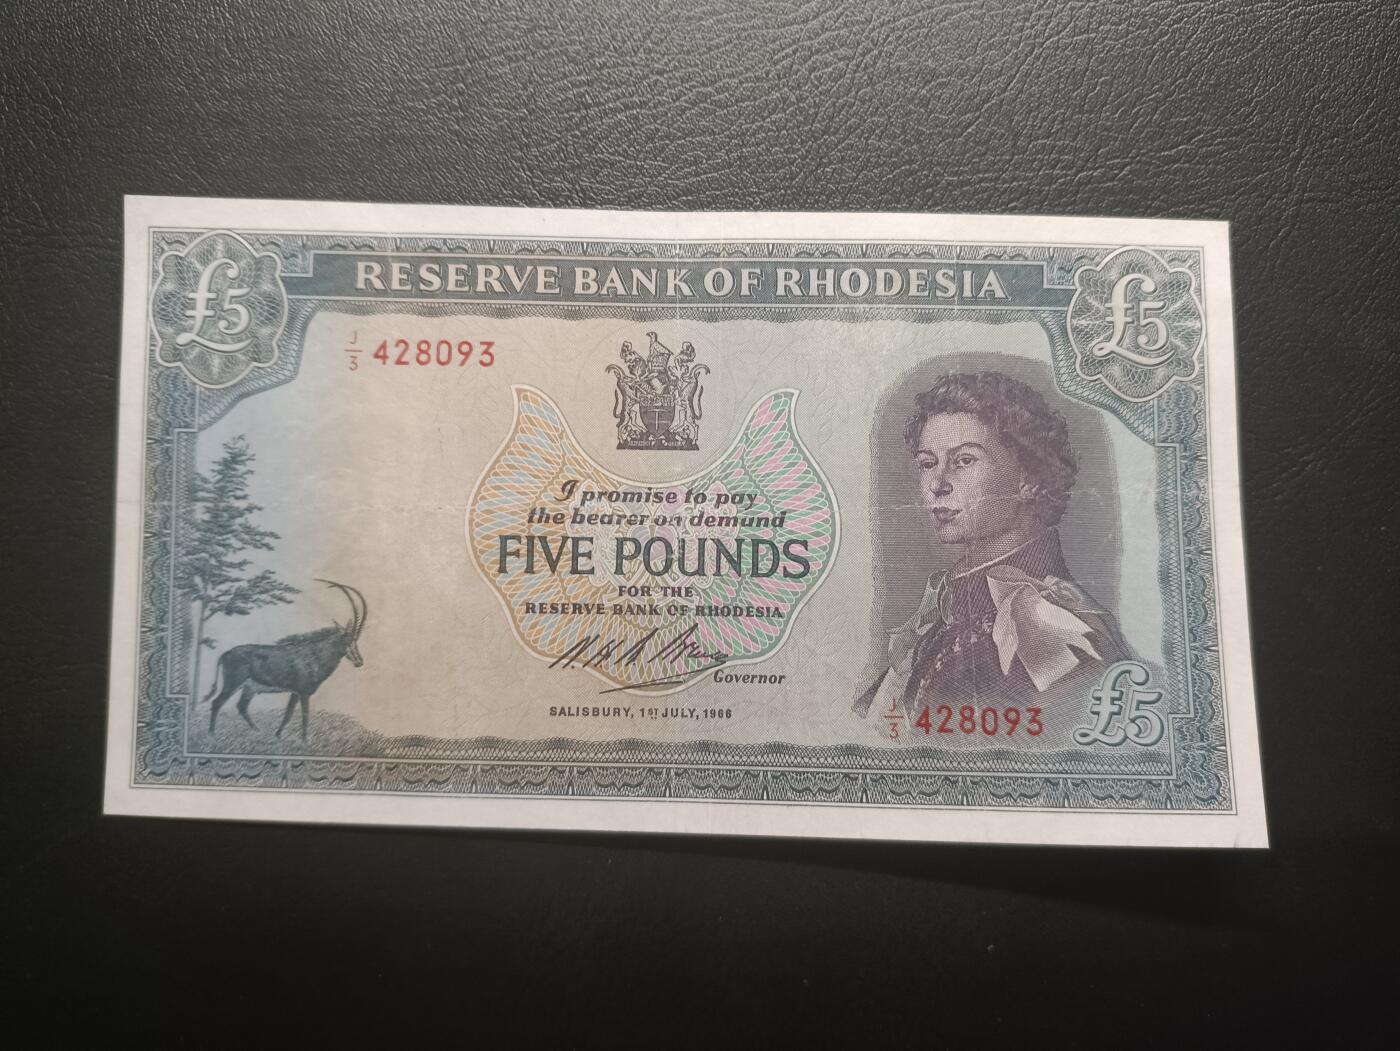 £5 RESERVE BANK OF RHODESIA £5
J/3 428093
I promise to pay
the bearer on demand
FIVE POUNDS
FOR THE
RESERVE BANK OF RHODESIA
Governor
SALISBURY, 1ST JULY, 1966
J/3 428093 £5